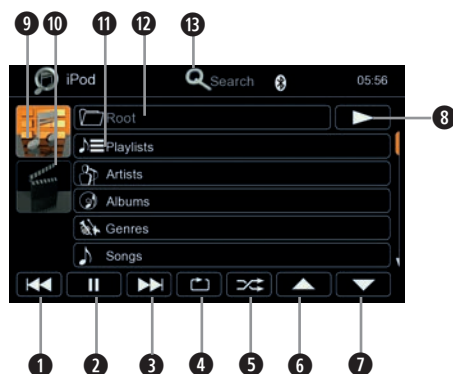 9 10 11 12 13
iPod Search 05:56
Root
8
Playlists
Artists
Albums
Genres
Songs
1 2 3 4 5 6 7